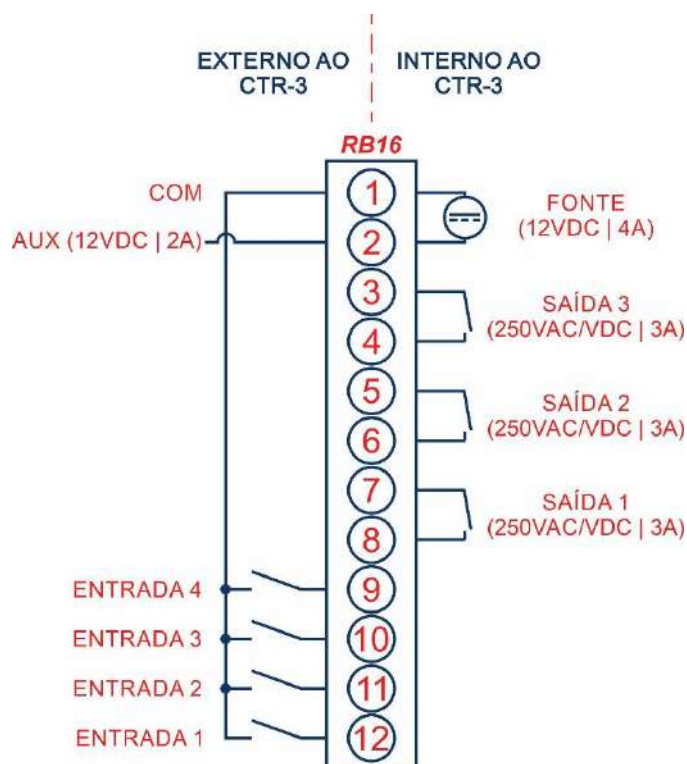 EXTERNO AO
CTR-3
INTERNO AO
CTR-3
RB16
COM
1
FONTE
(12VDC | 4A)
AUX (12VDC | 2A)
2
3
SAÍDA 3
(250VAC/VDC | 3A)
4
5
SAÍDA 2
(250VAC/VDC | 3A)
6
7
SAÍDA 1
(250VAC/VDC | 3A)
8
ENTRADA 4
9
ENTRADA 3
10
ENTRADA 2
11
ENTRADA 1
12